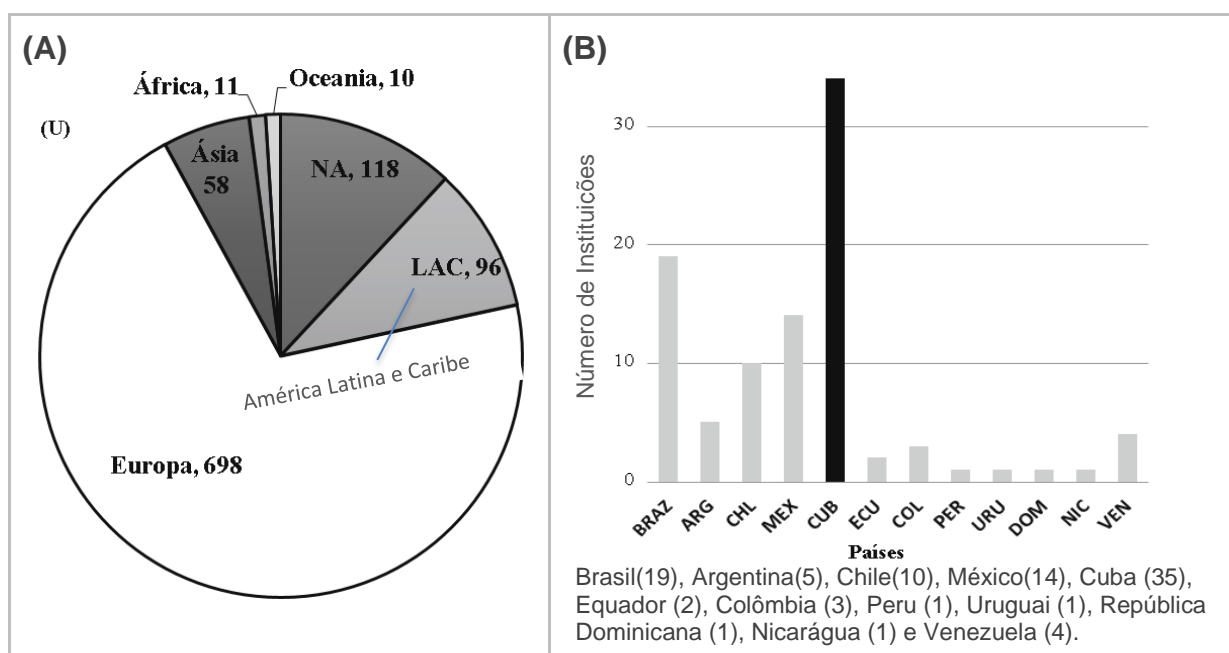 (A)
África, 11
Oceania, 10
(U)
Ásia
58
NA, 118
LAC, 96
América Latina e Caribe
Europa, 698
(B)
Número de Instituicões
30
20
10
0
BRAZ
ARG
CHL
MEX
CUB
ECU
COL
PER
URU
DOM
NIC
VEN
Países
Brasil(19), Argentina(5), Chile(10), México(14), Cuba (35),
Equador (2), Colômbia (3), Peru (1), Uruguai (1), República
Dominicana (1), Nicarágua (1) e Venezuela (4).